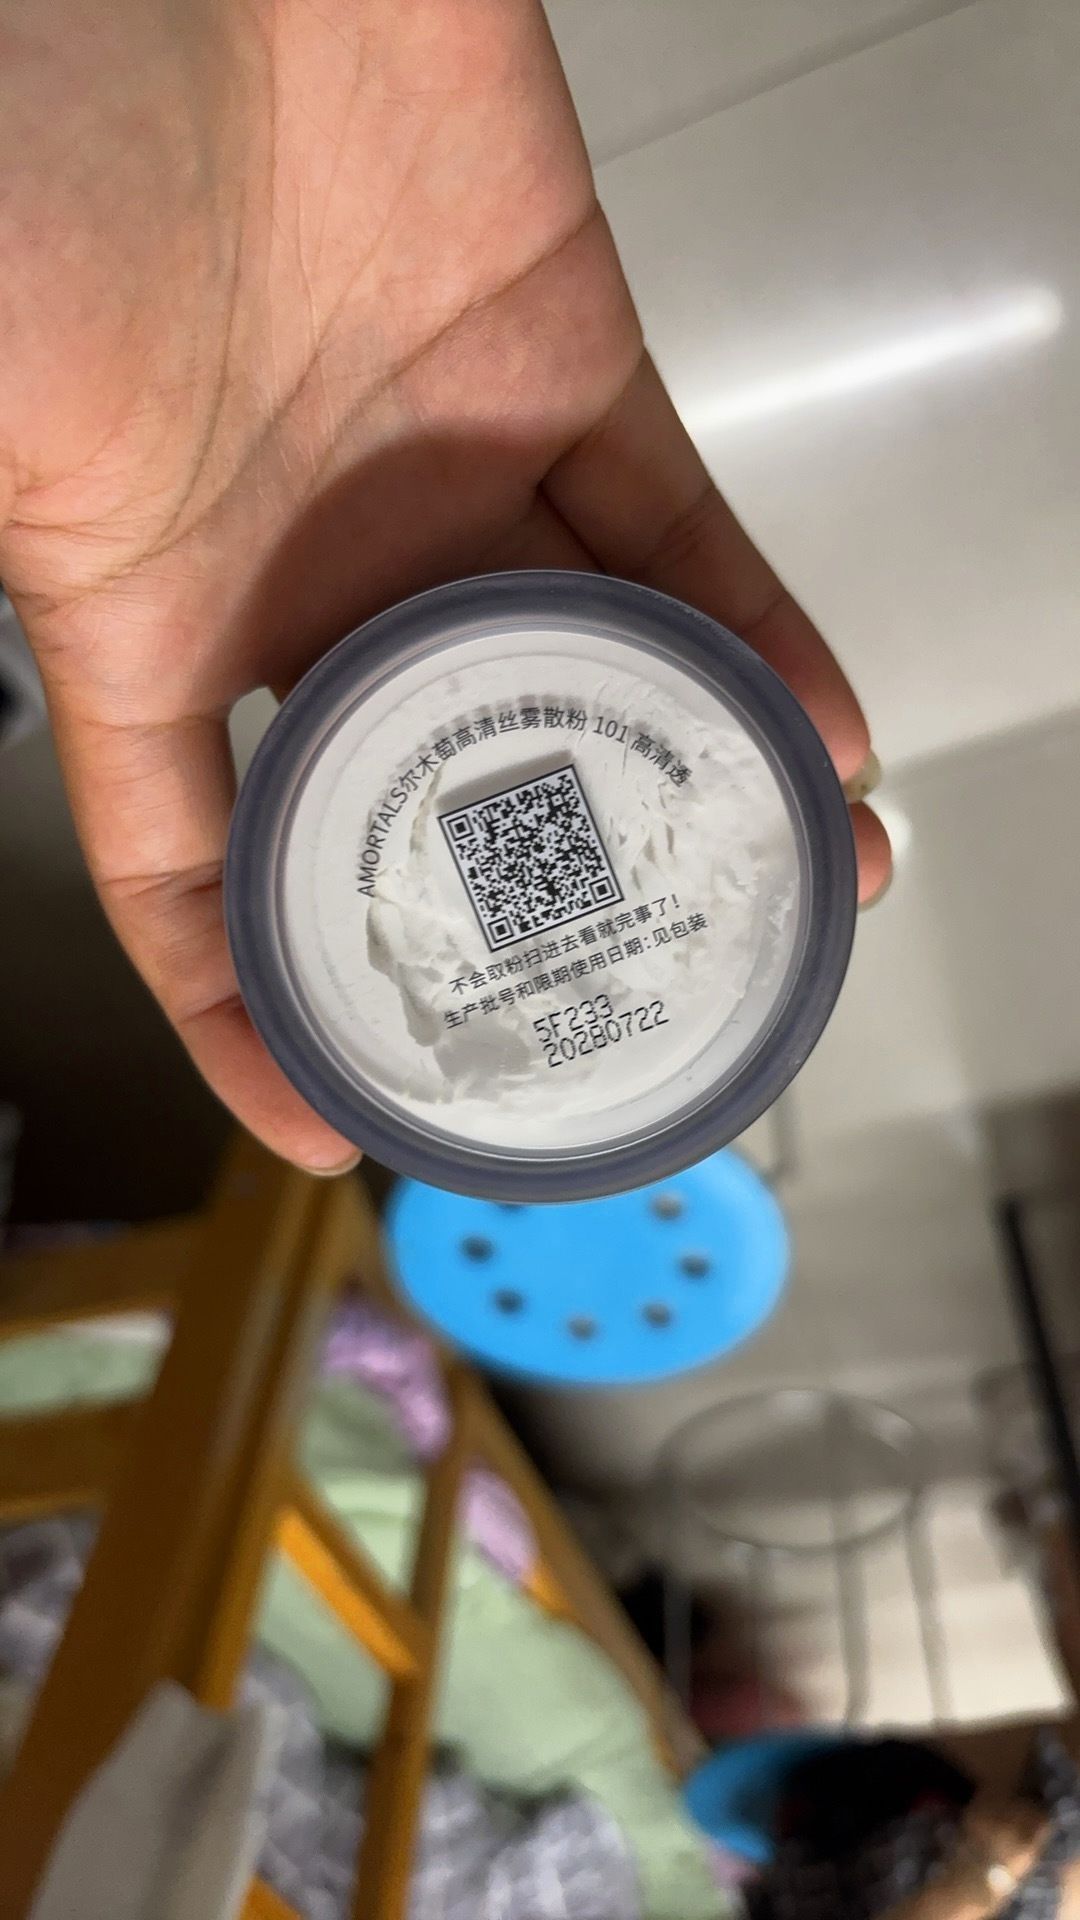 AMORTALS尔木萄高清丝雾散粉 101 高清透
不会取粉扫进去看就完事了！
生产批号和限期使用日期：见包装
5F233
20280722